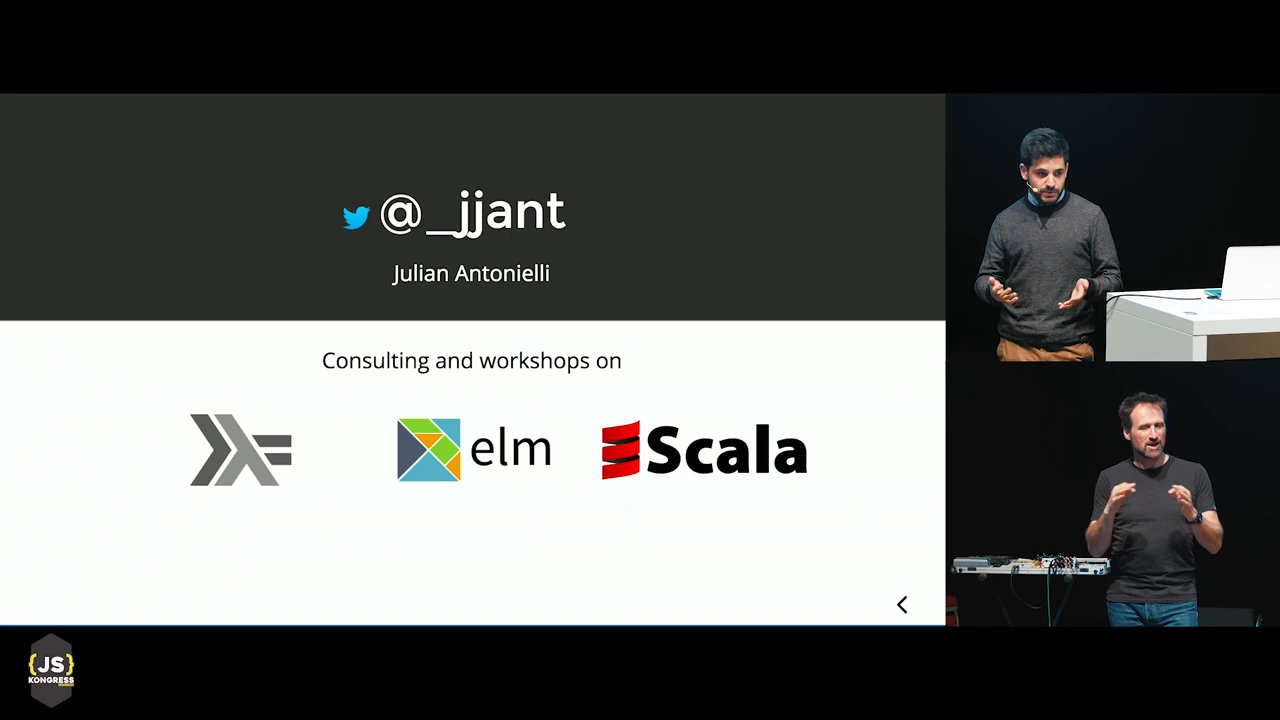 @_jjant
Julian Antonielli
Consulting and workshops on
elm
Scala
{JS}
KONGRESS